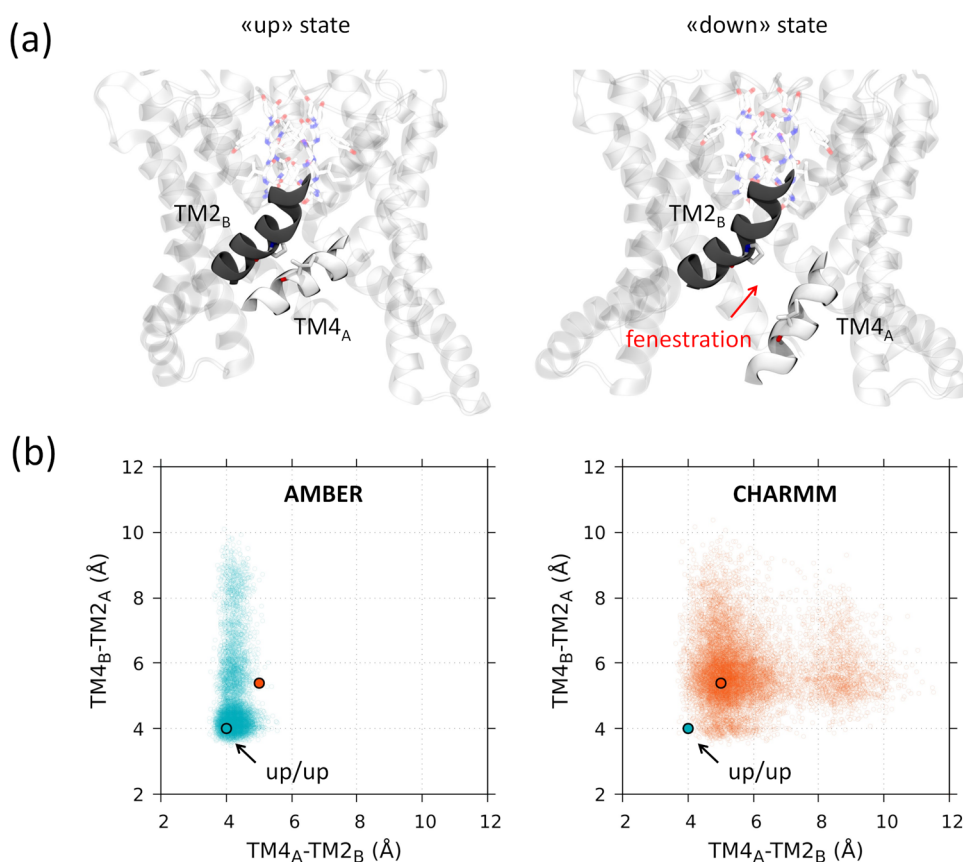 (a)
«up» state
«down» state
TM2B
TM4A
TM2B
fenestration
TM4A
(b)
AMBER
12
10
8
6
4
2
TM4B-TM2A (Å)
up/up
2 4 6 8 10 12
TM4A-TM2B (Å)
CHARMM
12
10
8
6
4
2
TM4B-TM2A (Å)
up/up
2 4 6 8 10 12
TM4A-TM2B (Å)